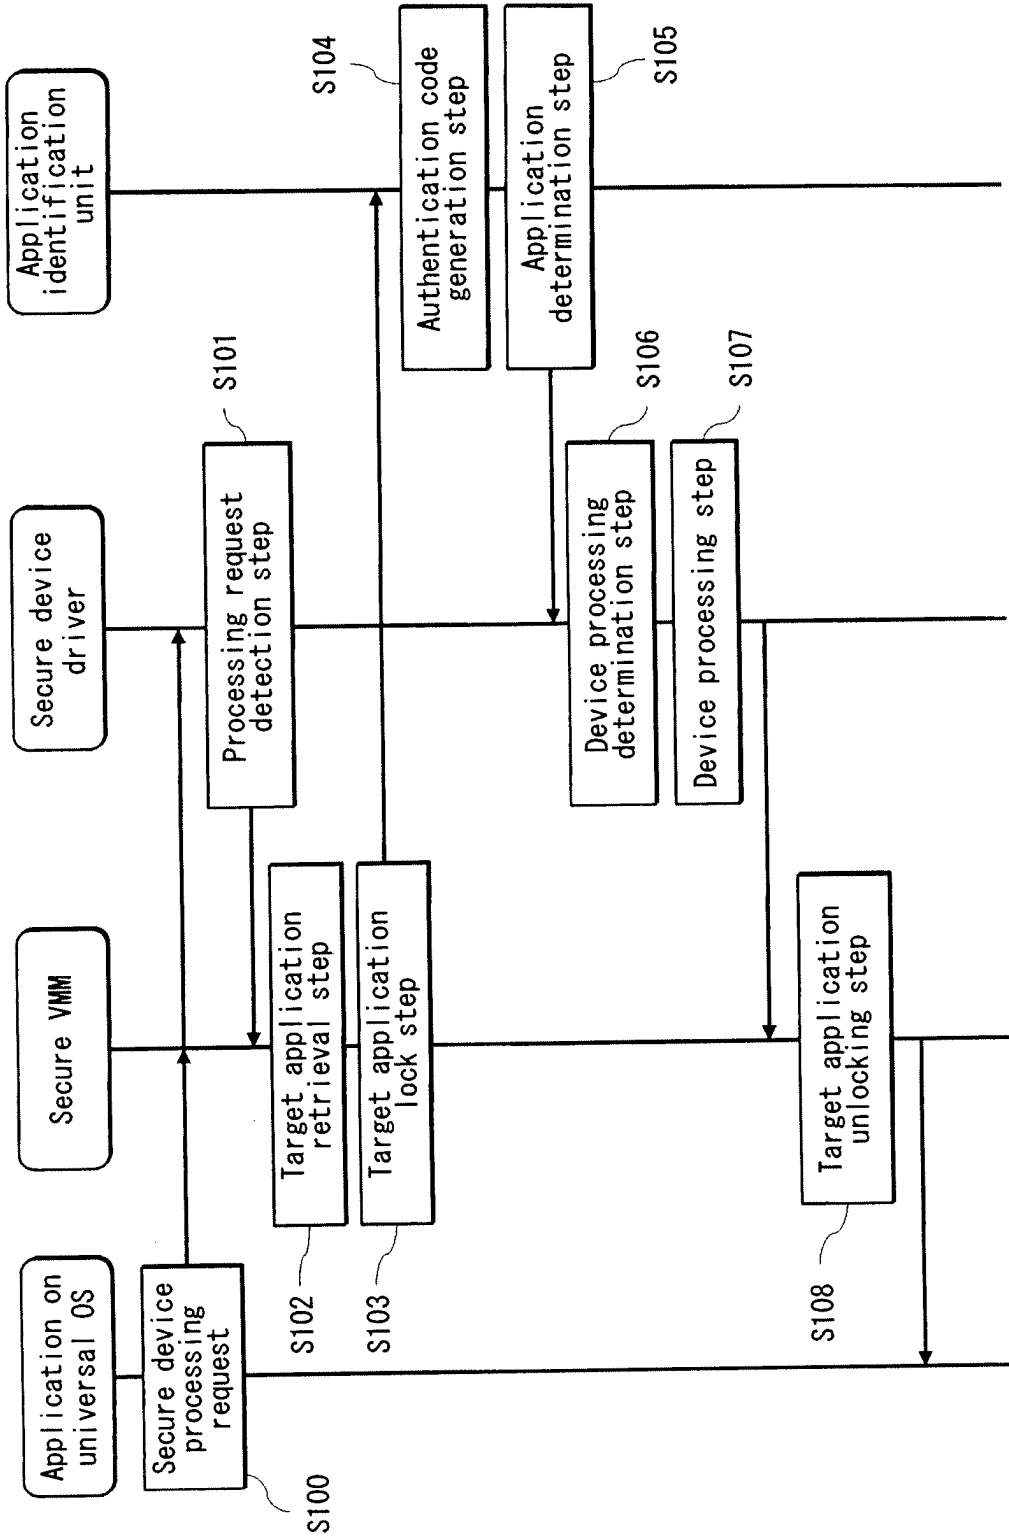 Application on
universal OS
Secure VMM
Secure device
driver
Application
identification
unit
Secure device
processing
request
S100
Processing request
detection step
S101
Target application
retrieval step
S102
Target application
lock step
S103
Authentication code
generation step
S104
Application
determination step
S105
Device processing
determination step
S106
Device processing step
S107
Target application
unlocking step
S108